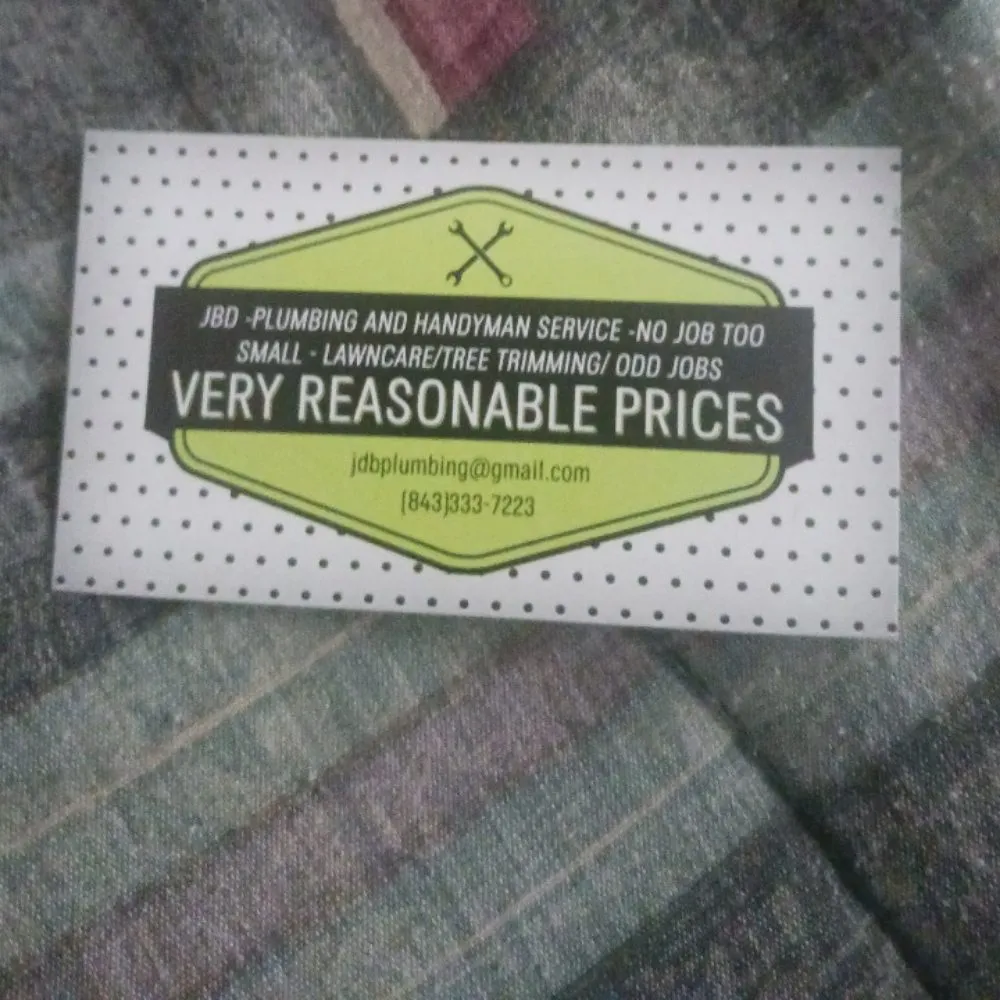 JBD -PLUMBING AND HANDYMAN SERVICE -NO JOB TOO
SMALL - LAWNCARE/TREE TRIMMING/ ODD JOBS
VERY REASONABLE PRICES
jdbplumbing@gmail.com
(843)333-7223